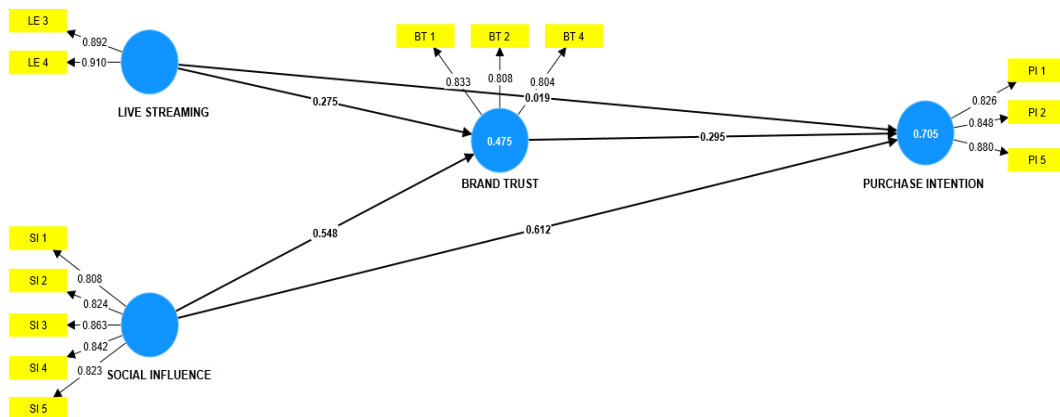 LE 3
0.892
LE 4
0.910
LIVE STREAMING
BT 1
BT 2
BT 4
0.833
0.808
0.804
0.275
0.019
0.475
BRAND TRUST
0.295
0.705
PURCHASE INTENTION
PI 1
0.826
PI 2
0.848
0.880
PI 5
0.548
0.612
SI 1
0.808
SI 2
0.824
SI 3
0.863
0.842
SI 4
0.823
SI 5
SOCIAL INFLUENCE